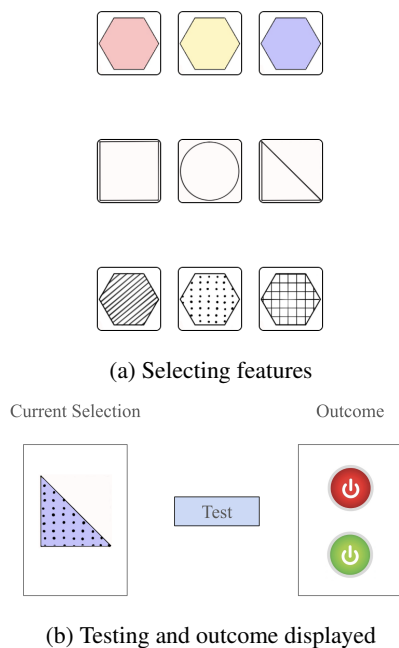 (a) Selecting features
Current Selection
Outcome
Test
(b) Testing and outcome displayed